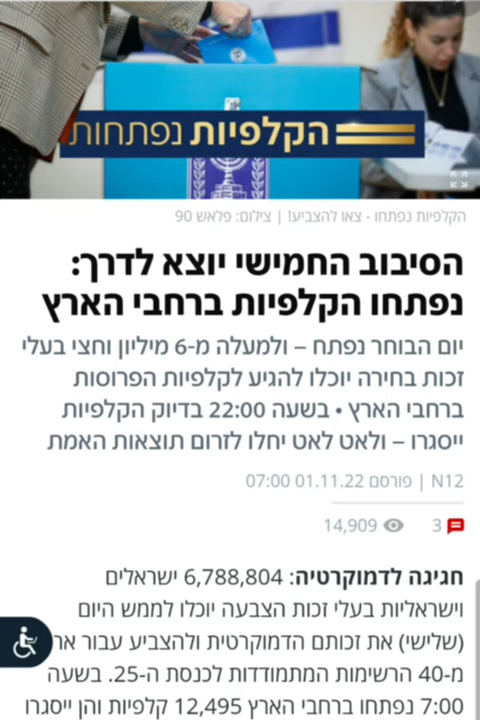 הקלפיות נפתחות
הקלפיות נפתחו - צאו להצביע! | צילום: פלאש 90
הסיבוב החמישי יוצא לדרך:
נפתחו הקלפיות ברחבי הארץ
יום הבוחר נפתח – ולמעלה מ-6 מיליון וחצי בעלי
זכות בחירה יוכלו להגיע לקלפיות הפרוסות
ברחבי הארץ • בשעה 22:00 בדיוק הקלפיות
ייסגרו – ולאט לאט יחלו לזרום תוצאות האמת
N12 | פורסם 01.11.22 07:00
3 14,909
חגיגה לדמוקרטיה: 6,788,804 ישראלים
וישראליות בעלי זכות הצבעה יוכלו לממש היום
(שלישי) את זכותם הדמוקרטית ולהצביע עבור
מ-40 הרשימות המתמודדות לכנסת ה-25. בשעה
7:00 נפתחו ברחבי הארץ 12,495 קלפיות והן ייסגרו